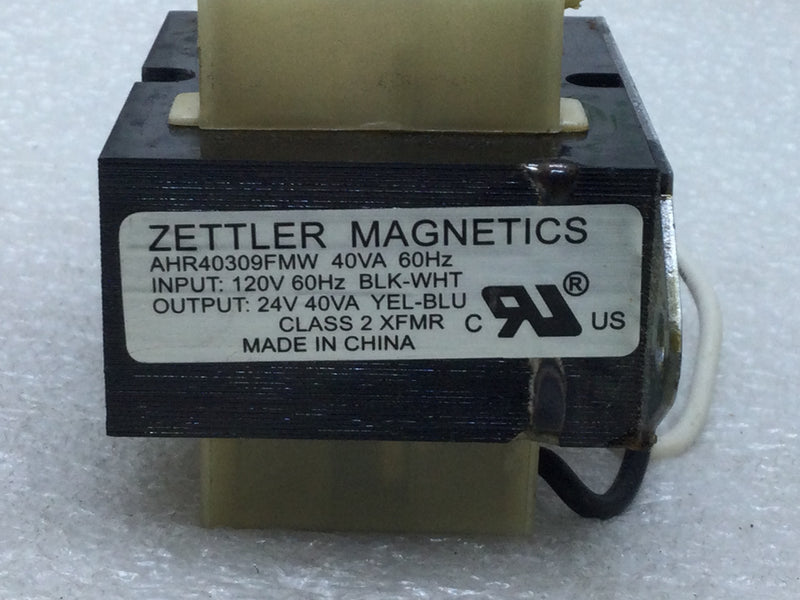 ZETTLER MAGNETICS
AHR40309FMW 40VA 60Hz
INPUT: 120V 60Hz BLK-WHT
OUTPUT: 24V 40VA YEL-BLU
CLASS 2 XFMR C RU® US
MADE IN CHINA